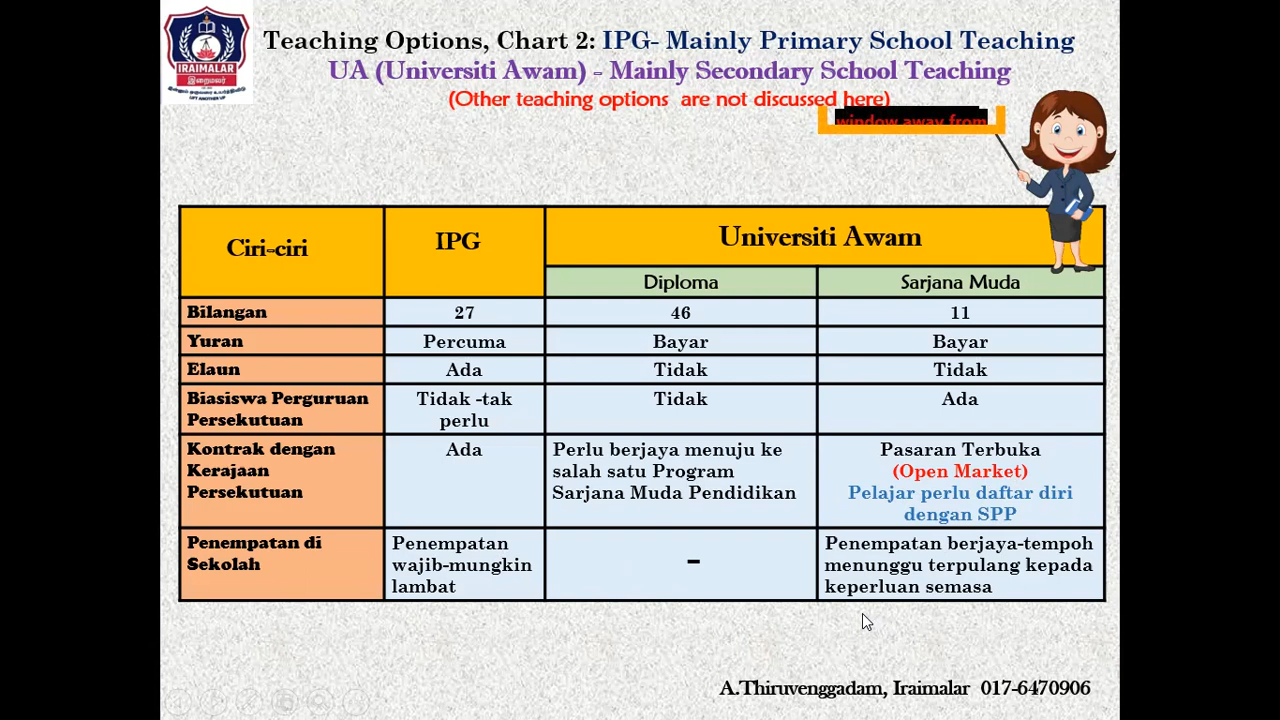 Teaching Options, Chart 2: IPG- Mainly Primary School Teaching
UA (Universiti Awam) - Mainly Secondary School Teaching
(Other teaching options are not discussed here)
window away from
IRAIMALAR
இறைமலர்
LIFT ANOTHER UP
Ciri-ciri
IPG
Universiti Awam
Diploma
Sarjana Muda
Bilangan
27
46
11
Yuran
Percuma
Bayar
Bayar
Elaun
Ada
Tidak
Tidak
Biasiswa Perguruan
Persekutuan
Tidak -tak
perlu
Tidak
Ada
Kontrak dengan
Kerajaan
Persekutuan
Ada
Perlu berjaya menuju ke
salah satu Program
Sarjana Muda Pendidikan
Pasaran Terbuka
(Open Market)
Pelajar perlu daftar diri
dengan SPP
Penempatan di
Sekolah
Penempatan
wajib-mungkin
lambat
-
Penempatan berjaya-tempoh
menunggu terpulang kepada
keperluan semasa
A.Thiruvenggadam, Iraimalar 017-6470906